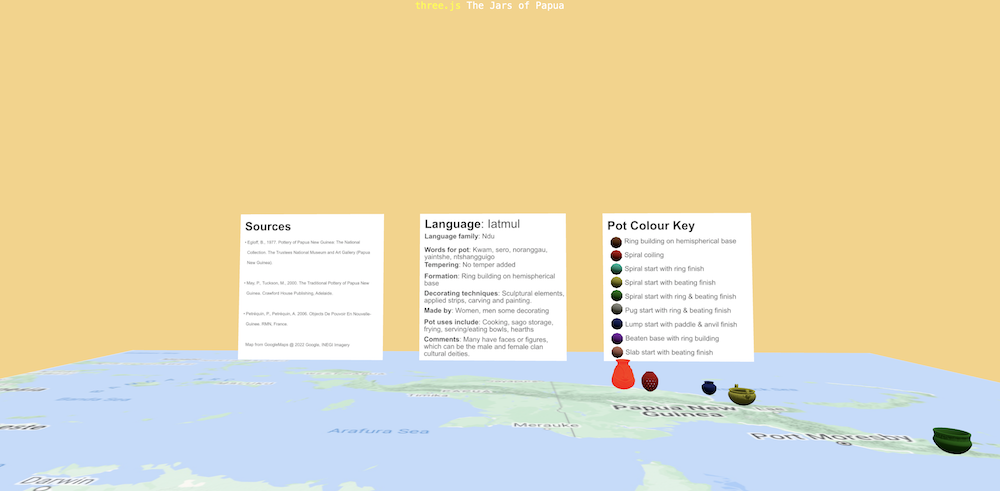 three.js The Jars of Papua
Sources
• Egloff, B., 1977. Pottery of Papua New Guinea: The National
Collection. The Trustees National Museum and Art Gallery (Papua
New Guinea)
• May, P., Tuckson, M., 2000. The Traditional Pottery of Papua New
Guinea. Crawford House Publishing, Adelaide.
• Pétréquin, P., Pétréquin, A. 2006. Objects De Pouvoir En Nouvelle-
Guinee. RMN, France
Map from GoogleMaps @ 2022 Google, INEGI Imagery
Language: Iatmul
Language family: Ndu
Words for pot: Kwam, sero, noranggau,
yaintshe, ntshangguigo
Tempering: No temper added
Formation: Ring building on hemispherical
base
Decorating techniques: Sculptural elements,
applied strips, carving and painting.
Made by: Women, men some decorating
Pot uses include: Cooking, sago storage,
frying, serving/eating bowls, hearths
Comments: Many have faces or figures,
which can be the male and female clan
cultural deities.
Pot Colour Key
Ring building on hemispherical base
Spiral coiling
Spiral start with ring finish
Spiral start with beating finish
Spiral start with ring & beating finish
Pug start with ring & beating finish
Lump start with paddle & anvil finish
Beaten base with ring building
Slab start with beating finish
Papua New
Guinea
Arafura Sea
Merauke
Port Moresby
Darwin